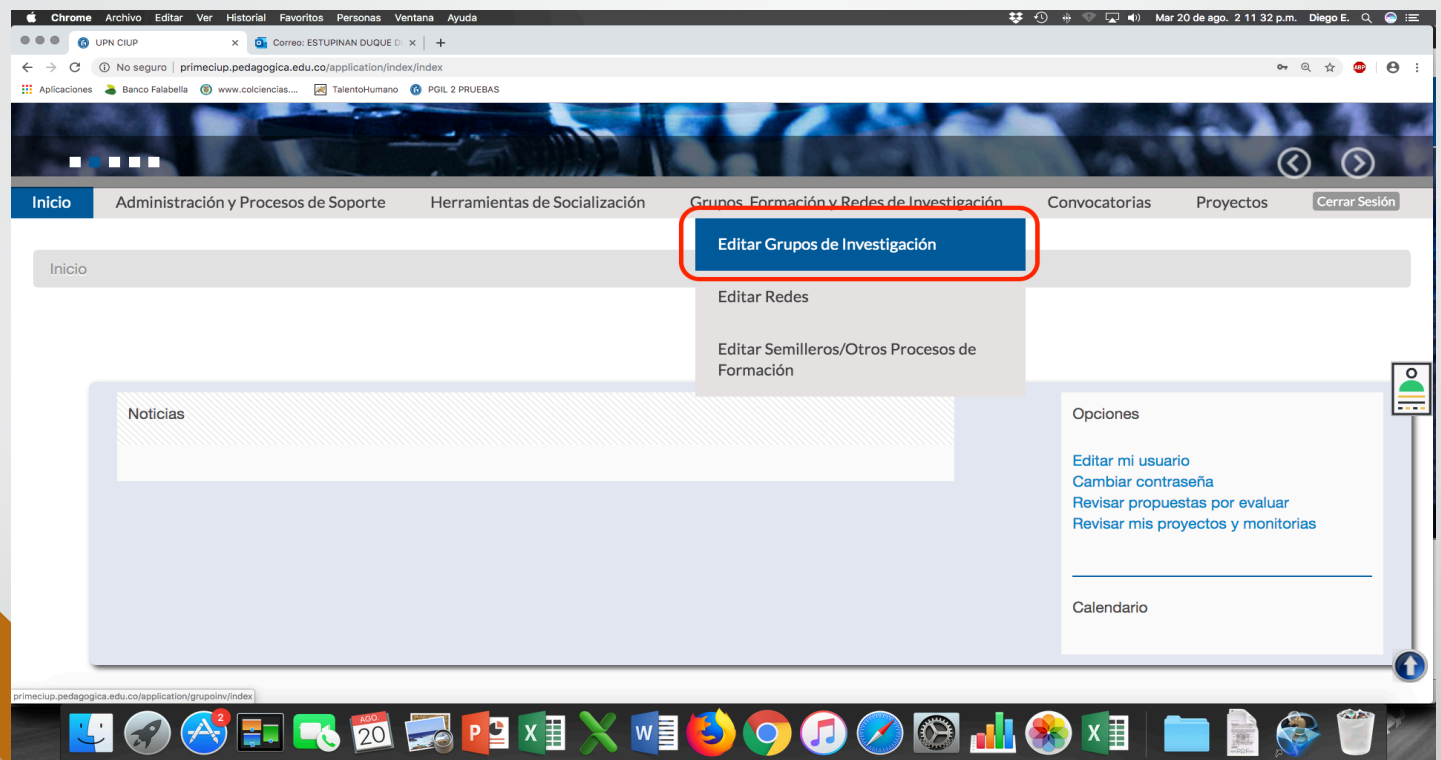 Chrome Archivo Editar Ver Historial Favoritos Personas Ventana Ayuda Mar 20 de ago. 2 11 32 p.m. Diego E.
UPN CIUP Correo: ESTUPINAN DUQUE D
No seguro primeciup.pedagogica.edu.co/application/index/index ABP
Aplicaciones Banco Falabella www.colciencias.... TalentoHumano PGIL 2 PRUEBAS
Inicio Administración y Procesos de Soporte Herramientas de Socialización Grupos, Formación y Redes de Investigación Convocatorias Proyectos Cerrar Sesión
Editar Grupos de Investigación
Inicio
Editar Redes
Editar Semilleros/Otros Procesos de
Formación
Noticias
Opciones
Editar mi usuario
Cambiar contraseña
Revisar propuestas por evaluar
Revisar mis proyectos y monitorias
Calendario
primeciup.pedagogica.edu.co/application/grupoinv/index
2
AGO.
20
P X W X